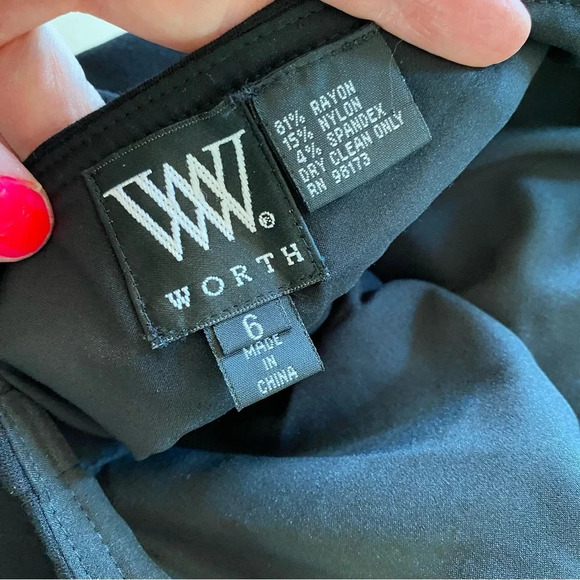 W
®
WORTH
6
MADE
IN
CHINA
81% RAYON
15% NYLON
4% SPANDEX
DRY CLEAN ONLY
RN 98173